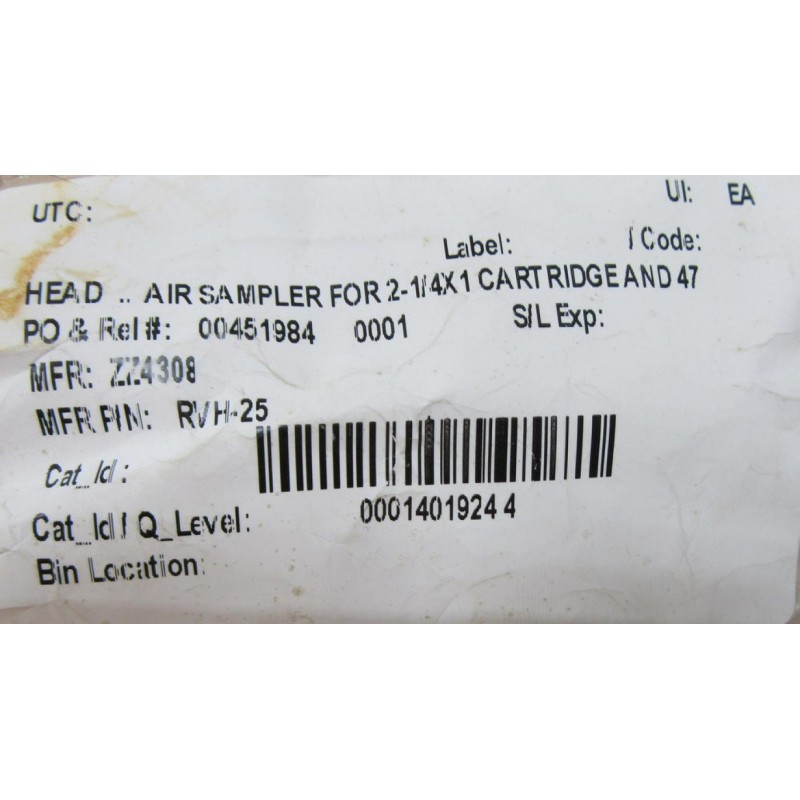 UTC:
UI: EA
Label: / Code:
HEAD .. AIR SAMPLER FOR 2-1/4X1 CARTRIDGE AND 47
PO & Rel #: 00451984 0001 S/L Exp:
MFR: ZZ4308
MFR P/N: RVH-25
Cat_Id :
Cat_Id / Q_Level: 0001401924 4
Bin Location: